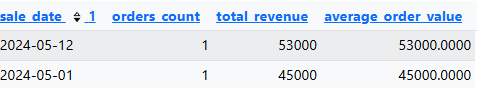 sale_date 1 orders_count total_revenue average_order_value
2024-05-12 1 53000 53000.0000
2024-05-01 1 45000 45000.0000